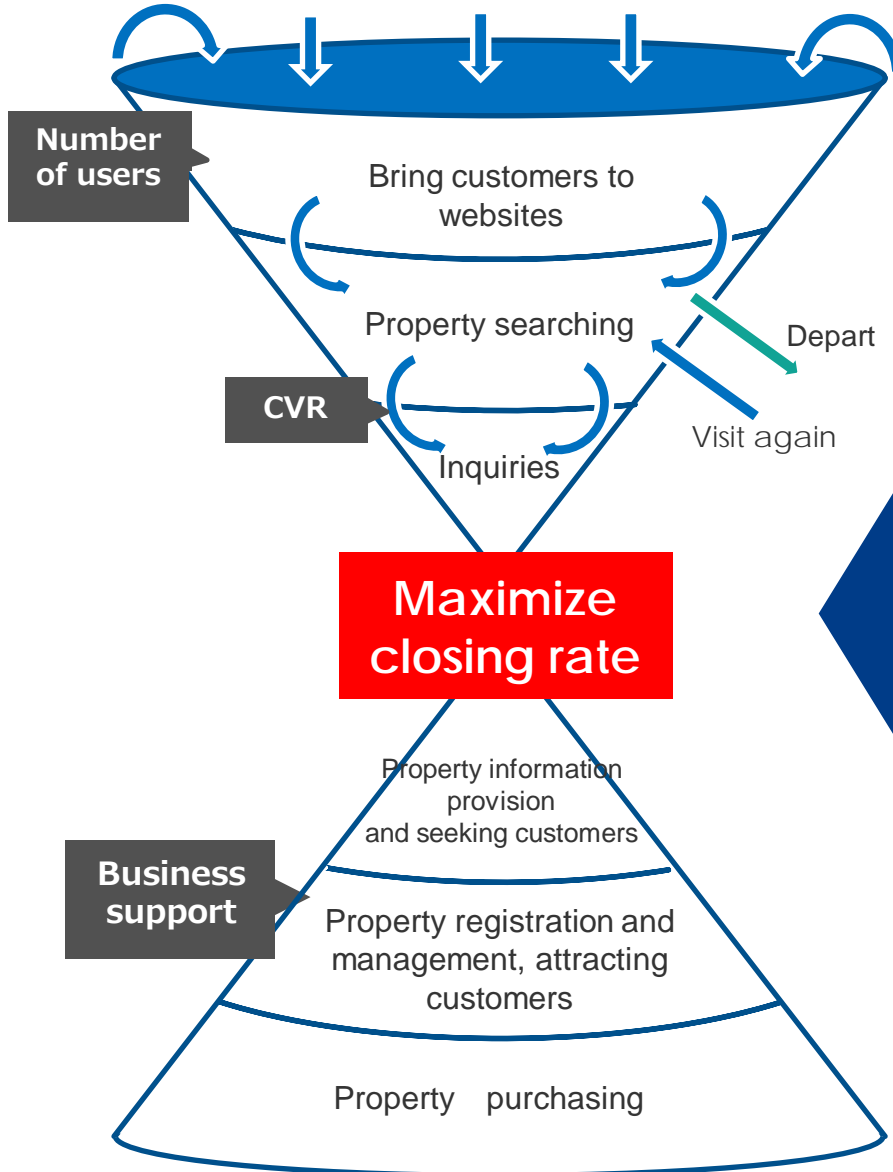 Number
of users
Bring customers to
websites
Property searching
Depart
CVR
Visit again
Inquiries
Maximize
closing rate
Property information
provision
and seeking customers
Business
support
Property registration and
management, attracting
customers
Property purchasing